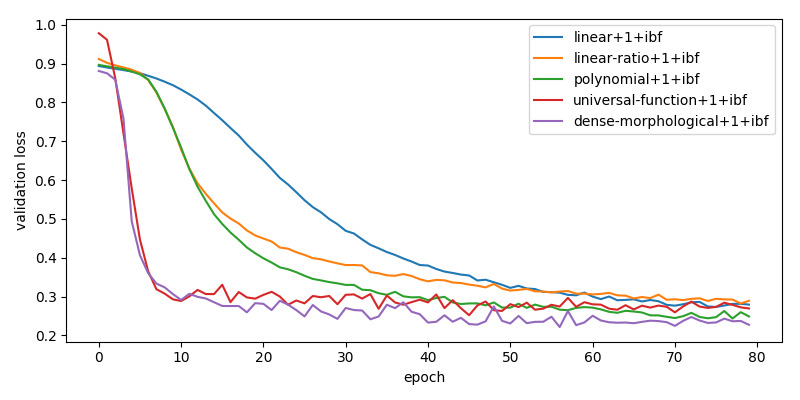 validation loss
1.0
0.9
0.8
0.7
0.6
0.5
0.4
0.3
0.2
linear+1+ibf
linear-ratio+1+ibf
polynomial+1+ibf
universal-function+1+ibf
dense-morphological+1+ibf
0 10 20 30 40 50 60 70 80
epoch